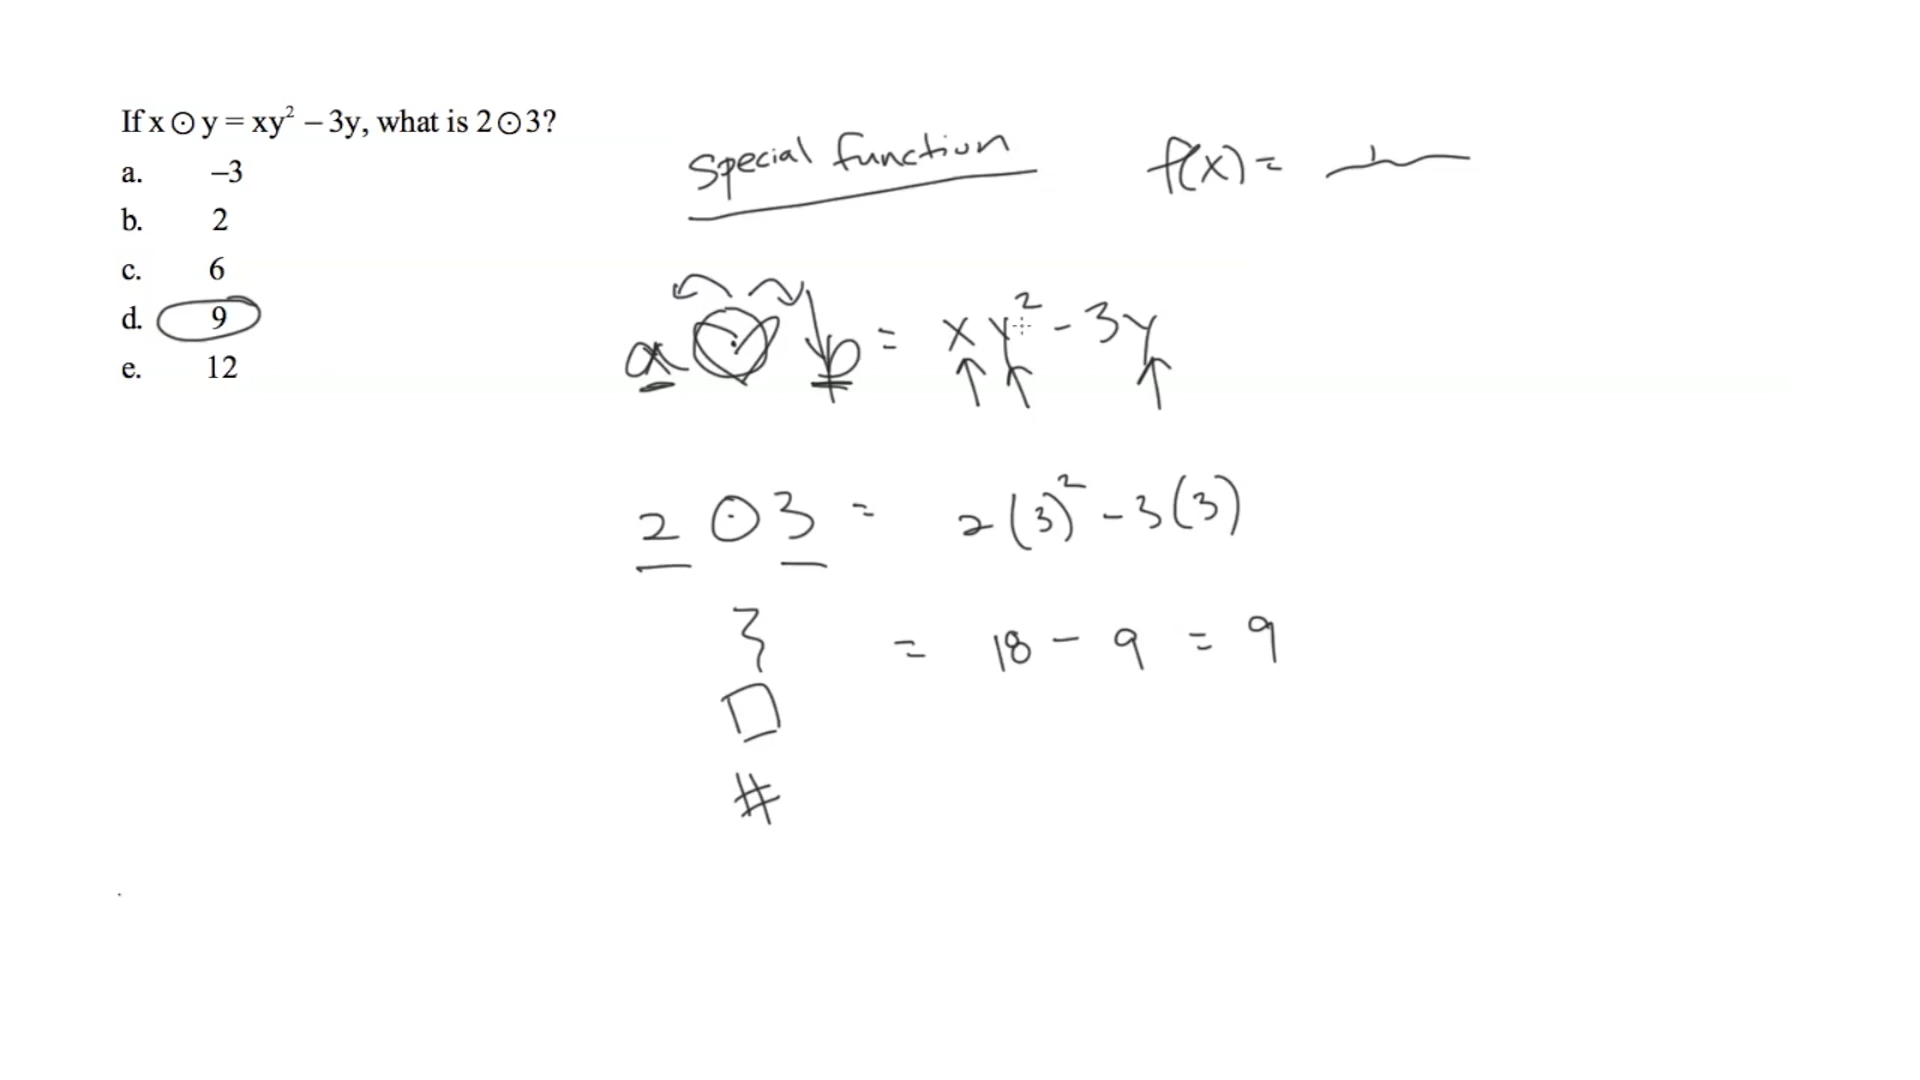 If x⊙y = xy² – 3y, what is 2⊙3?
a. –3
b. 2
c. 6
d. 9
e. 12
Special function
f(x) =
= xy² - 3y
2 ⊙ 3 = 2(3)² - 3(3)
= 18 - 9 = 9
#